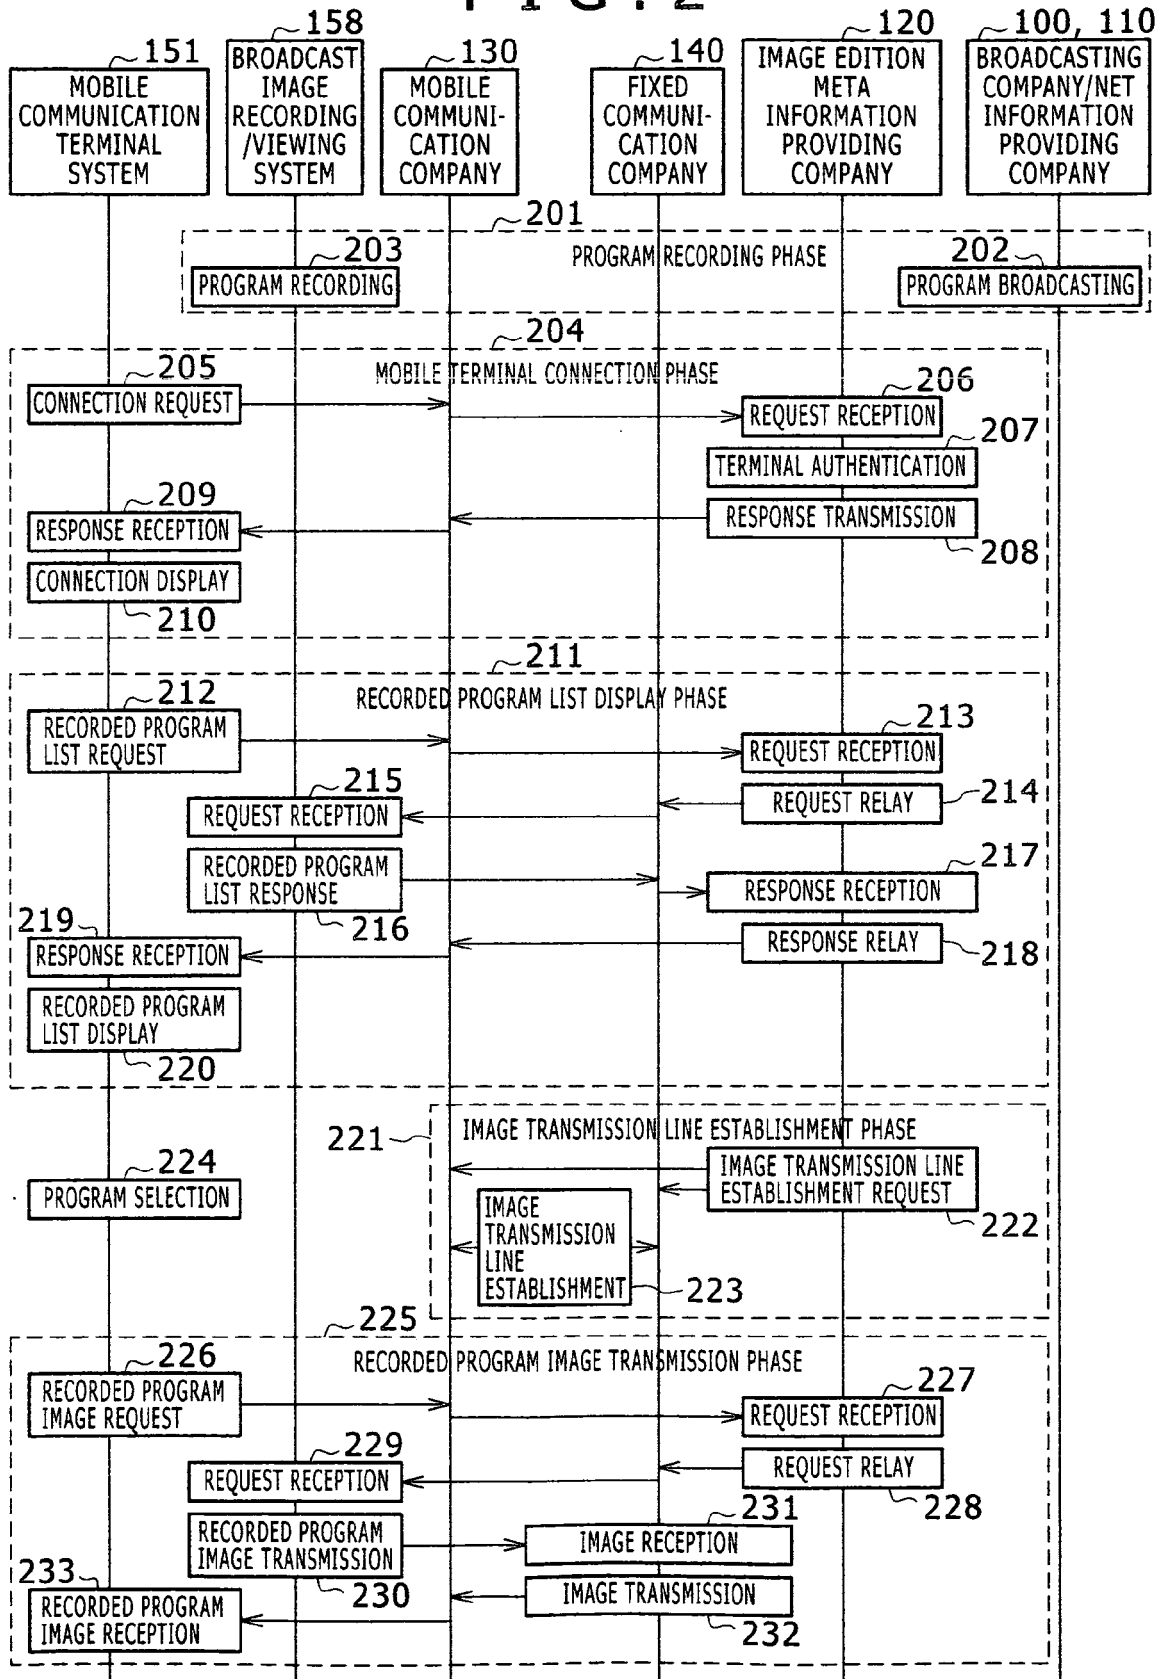 FIG. 2
151
MOBILE
COMMUNICATION
TERMINAL
SYSTEM
158
BROADCAST
IMAGE
RECORDING
/VIEWING
SYSTEM
130
MOBILE
COMMUNI-
CATION
COMPANY
140
FIXED
COMMUNI-
CATION
COMPANY
120
IMAGE EDITION
META
INFORMATION
PROVIDING
COMPANY
100, 110
BROADCASTING
COMPANY/NET
INFORMATION
PROVIDING
COMPANY
201
PROGRAM RECORDING PHASE
203
PROGRAM RECORDING
202
PROGRAM BROADCASTING
204
MOBILE TERMINAL CONNECTION PHASE
205
CONNECTION REQUEST
206
REQUEST RECEPTION
207
TERMINAL AUTHENTICATION
209
RESPONSE RECEPTION
RESPONSE TRANSMISSION
208
CONNECTION DISPLAY
210
211
RECORDED PROGRAM LIST DISPLAY PHASE
212
RECORDED PROGRAM
LIST REQUEST
213
REQUEST RECEPTION
215
REQUEST RECEPTION
REQUEST RELAY
214
RECORDED PROGRAM
LIST RESPONSE
216
217
RESPONSE RECEPTION
219
RESPONSE RECEPTION
RESPONSE RELAY
218
RECORDED PROGRAM
LIST DISPLAY
220
221
IMAGE TRANSMISSION LINE ESTABLISHMENT PHASE
224
PROGRAM SELECTION
IMAGE TRANSMISSION LINE
ESTABLISHMENT REQUEST
222
IMAGE
TRANSMISSION
LINE
ESTABLISHMENT
223
225
RECORDED PROGRAM IMAGE TRANSMISSION PHASE
226
RECORDED PROGRAM
IMAGE REQUEST
227
REQUEST RECEPTION
229
REQUEST RECEPTION
REQUEST RELAY
228
RECORDED PROGRAM
IMAGE TRANSMISSION
230
231
IMAGE RECEPTION
233
RECORDED PROGRAM
IMAGE RECEPTION
IMAGE TRANSMISSION
232